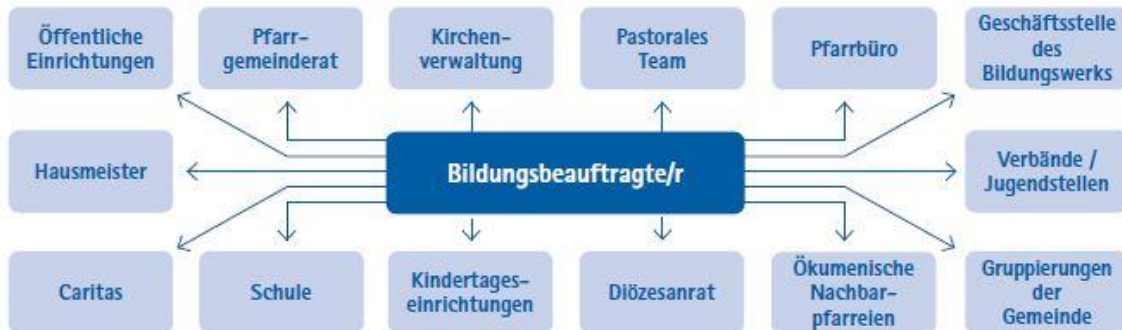 Öffentliche
Einrichtungen
Pfarr-
gemeinderat
Kirchen-
verwaltung
Pastorales
Team
Pfarrbüro
Geschäftsstelle
des
Bildungswerks
Hausmeister
Bildungsbeauftragte/r
Verbände /
Jugendstellen
Caritas
Schule
Kindertages-
einrichtungen
Diözesanrat
Ökumenische
Nachbar-
pfarreien
Gruppierungen
der
Gemeinde